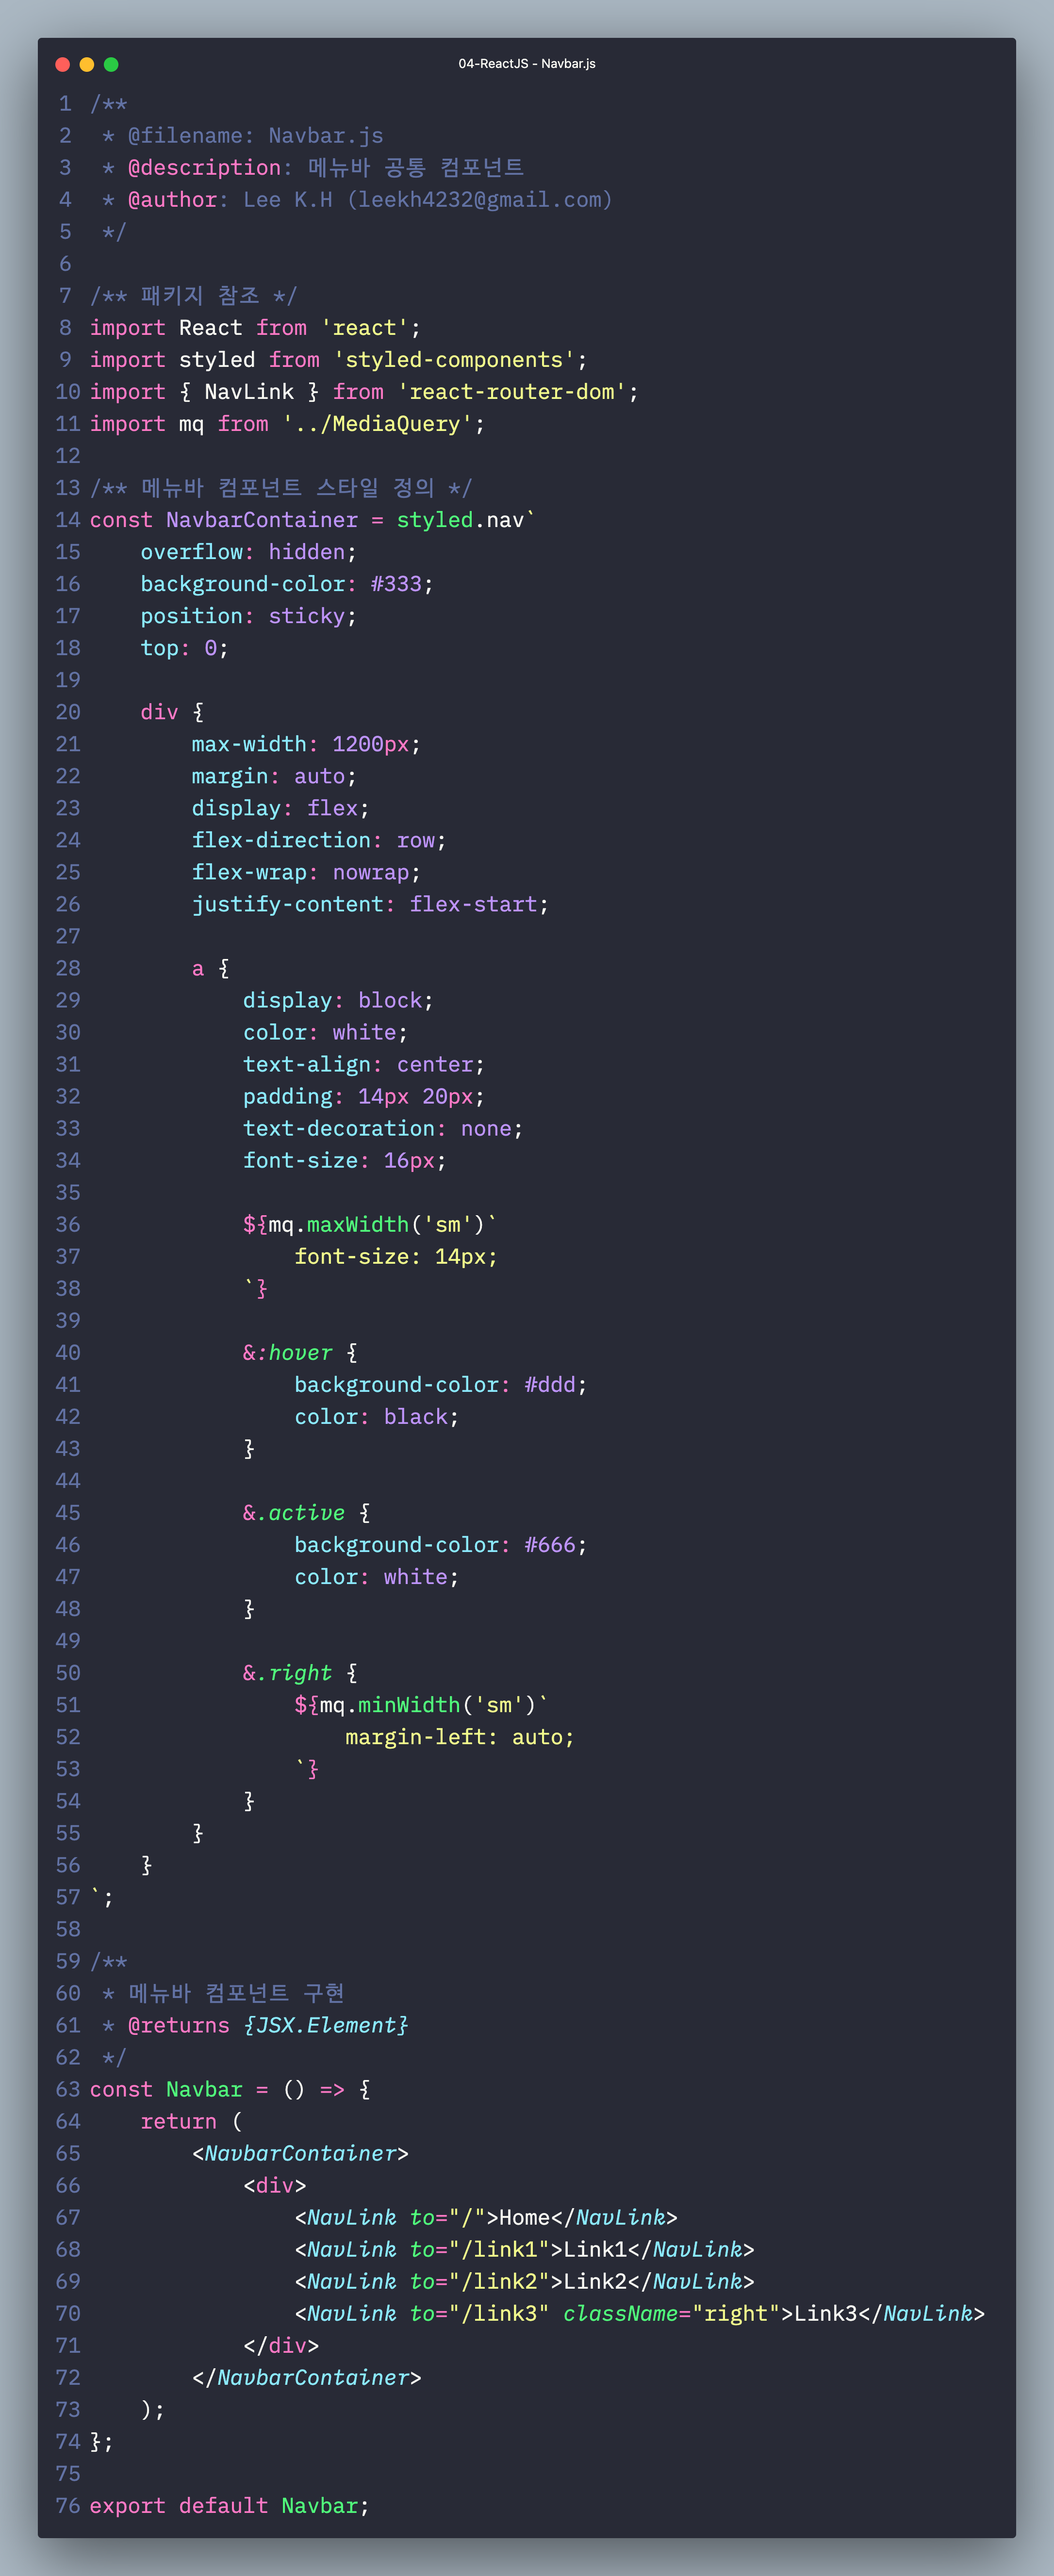 04-ReactJS - Navbar.js
1 /**
2  * @filename: Navbar.js
3  * @description: 메뉴바 공통 컴포넌트
4  * @author: Lee K.H (leekh4232@gmail.com)
5  */
6
7 /** 패키지 참조 */
8 import React from 'react';
9 import styled from 'styled-components';
10 import { NavLink } from 'react-router-dom';
11 import mq from '../MediaQuery';
12
13 /** 메뉴바 컴포넌트 스타일 정의 */
14 const NavbarContainer = styled.nav`
15     overflow: hidden;
16     background-color: #333;
17     position: sticky;
18     top: 0;
19
20     div {
21         max-width: 1200px;
22         margin: auto;
23         display: flex;
24         flex-direction: row;
25         flex-wrap: nowrap;
26         justify-content: flex-start;
27
28         a {
29             display: block;
30             color: white;
31             text-align: center;
32             padding: 14px 20px;
33             text-decoration: none;
34             font-size: 16px;
35
36             ${mq.maxWidth('sm')`
37                 font-size: 14px;
38             `}
39
40             &:hover {
41                 background-color: #ddd;
42                 color: black;
43             }
44
45             &.active {
46                 background-color: #666;
47                 color: white;
48             }
49
50             &.right {
51                 ${mq.minWidth('sm')`
52                     margin-left: auto;
53                 `}
54             }
55         }
56     }
57 `;
58
59 /**
60  * 메뉴바 컴포넌트 구현
61  * @returns {JSX.Element}
62  */
63 const Navbar = () => {
64     return (
65         <NavbarContainer>
66             <div>
67                 <NavLink to="/">Home</NavLink>
68                 <NavLink to="/link1">Link1</NavLink>
69                 <NavLink to="/link2">Link2</NavLink>
70                 <NavLink to="/link3" className="right">Link3</NavLink>
71             </div>
72         </NavbarContainer>
73     );
74 };
75
76 export default Navbar;